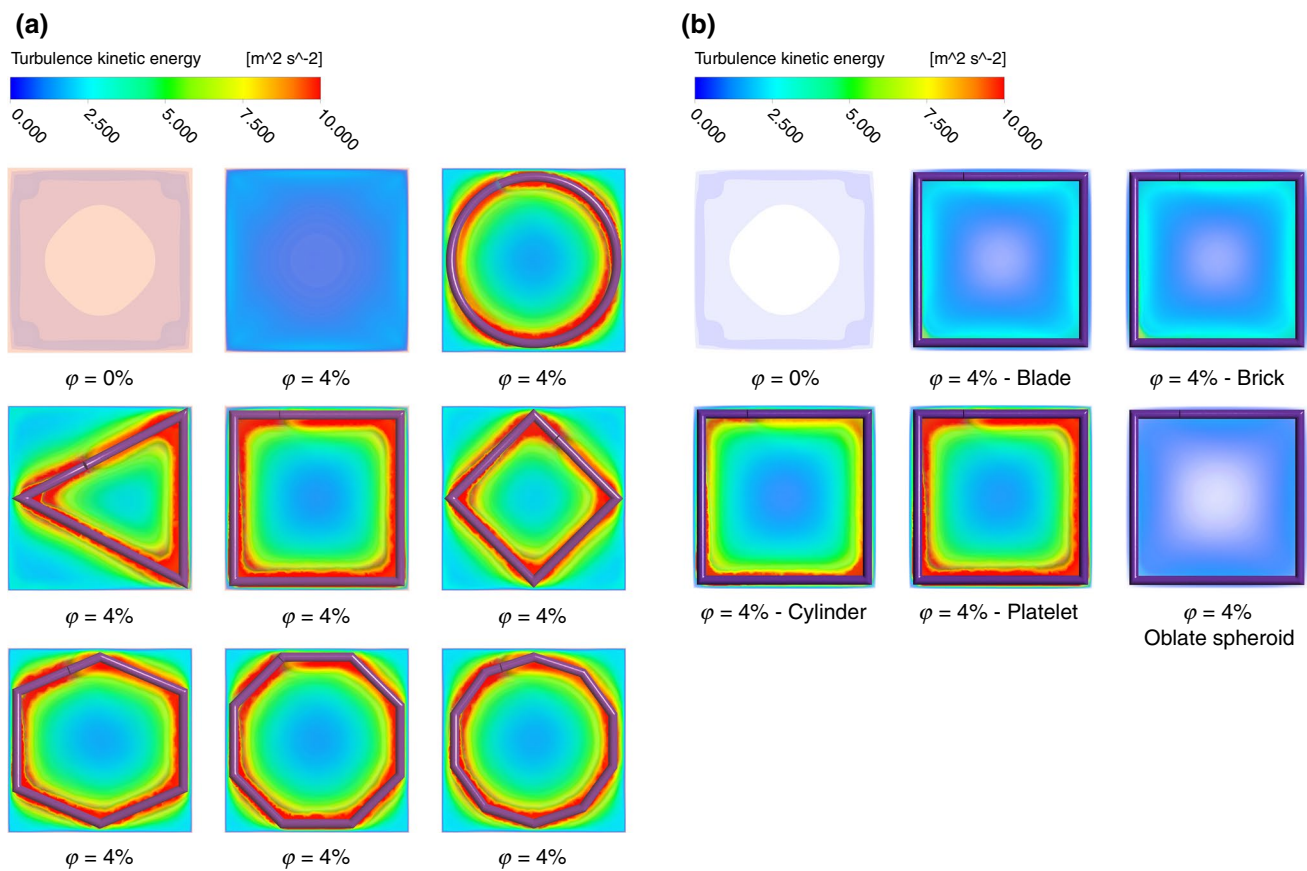 (a)
Turbulence kinetic energy [m^2 s^-2]
0.000 2.500 5.000 7.500 10.000
φ = 0% φ = 4% φ = 4%
φ = 4% φ = 4% φ = 4%
φ = 4% φ = 4% φ = 4%
(b)
Turbulence kinetic energy [m^2 s^-2]
0.000 2.500 5.000 7.500 10.000
φ = 0% φ = 4% - Blade φ = 4% - Brick
φ = 4% - Cylinder φ = 4% - Platelet φ = 4%
Oblate spheroid